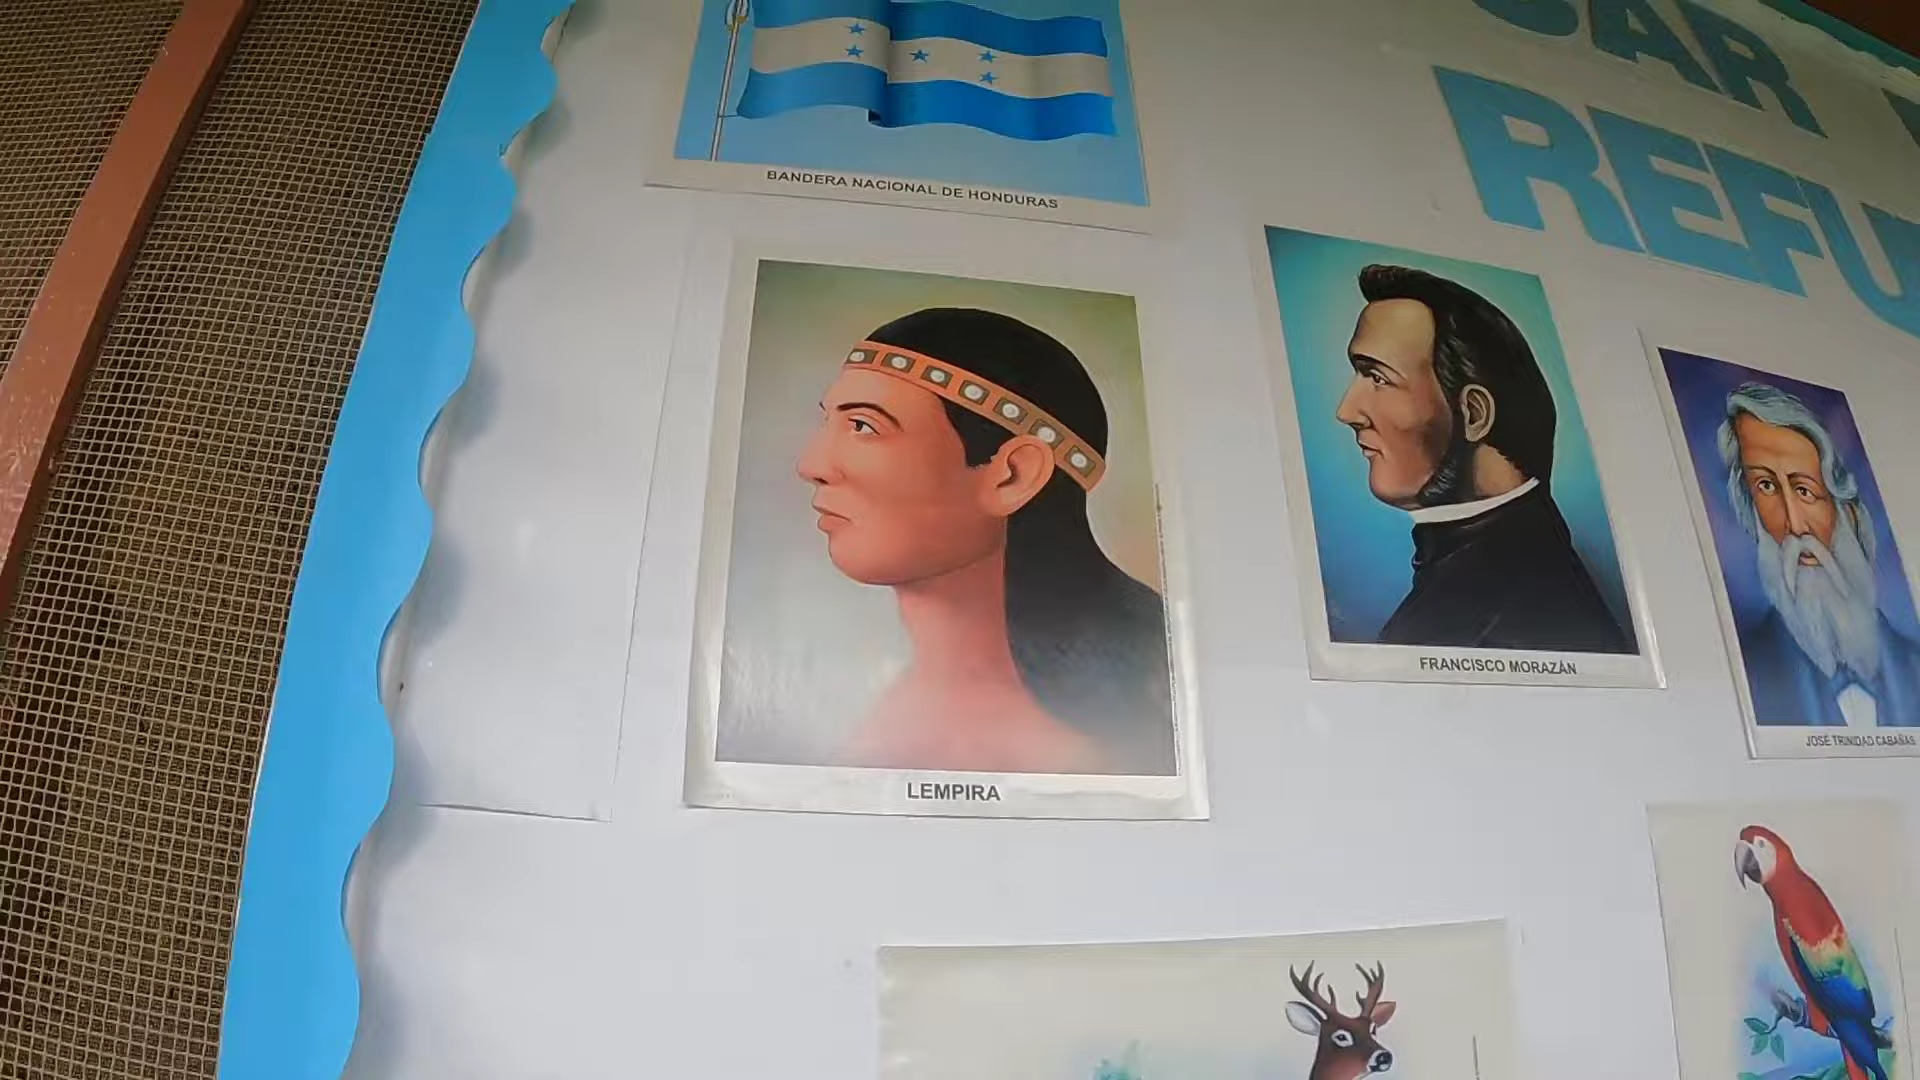 BANDERA NACIONAL DE HONDURAS
LEMPIRA
FRANCISCO MORAZÁN
JOSÉ TRINIDAD CABAÑAS